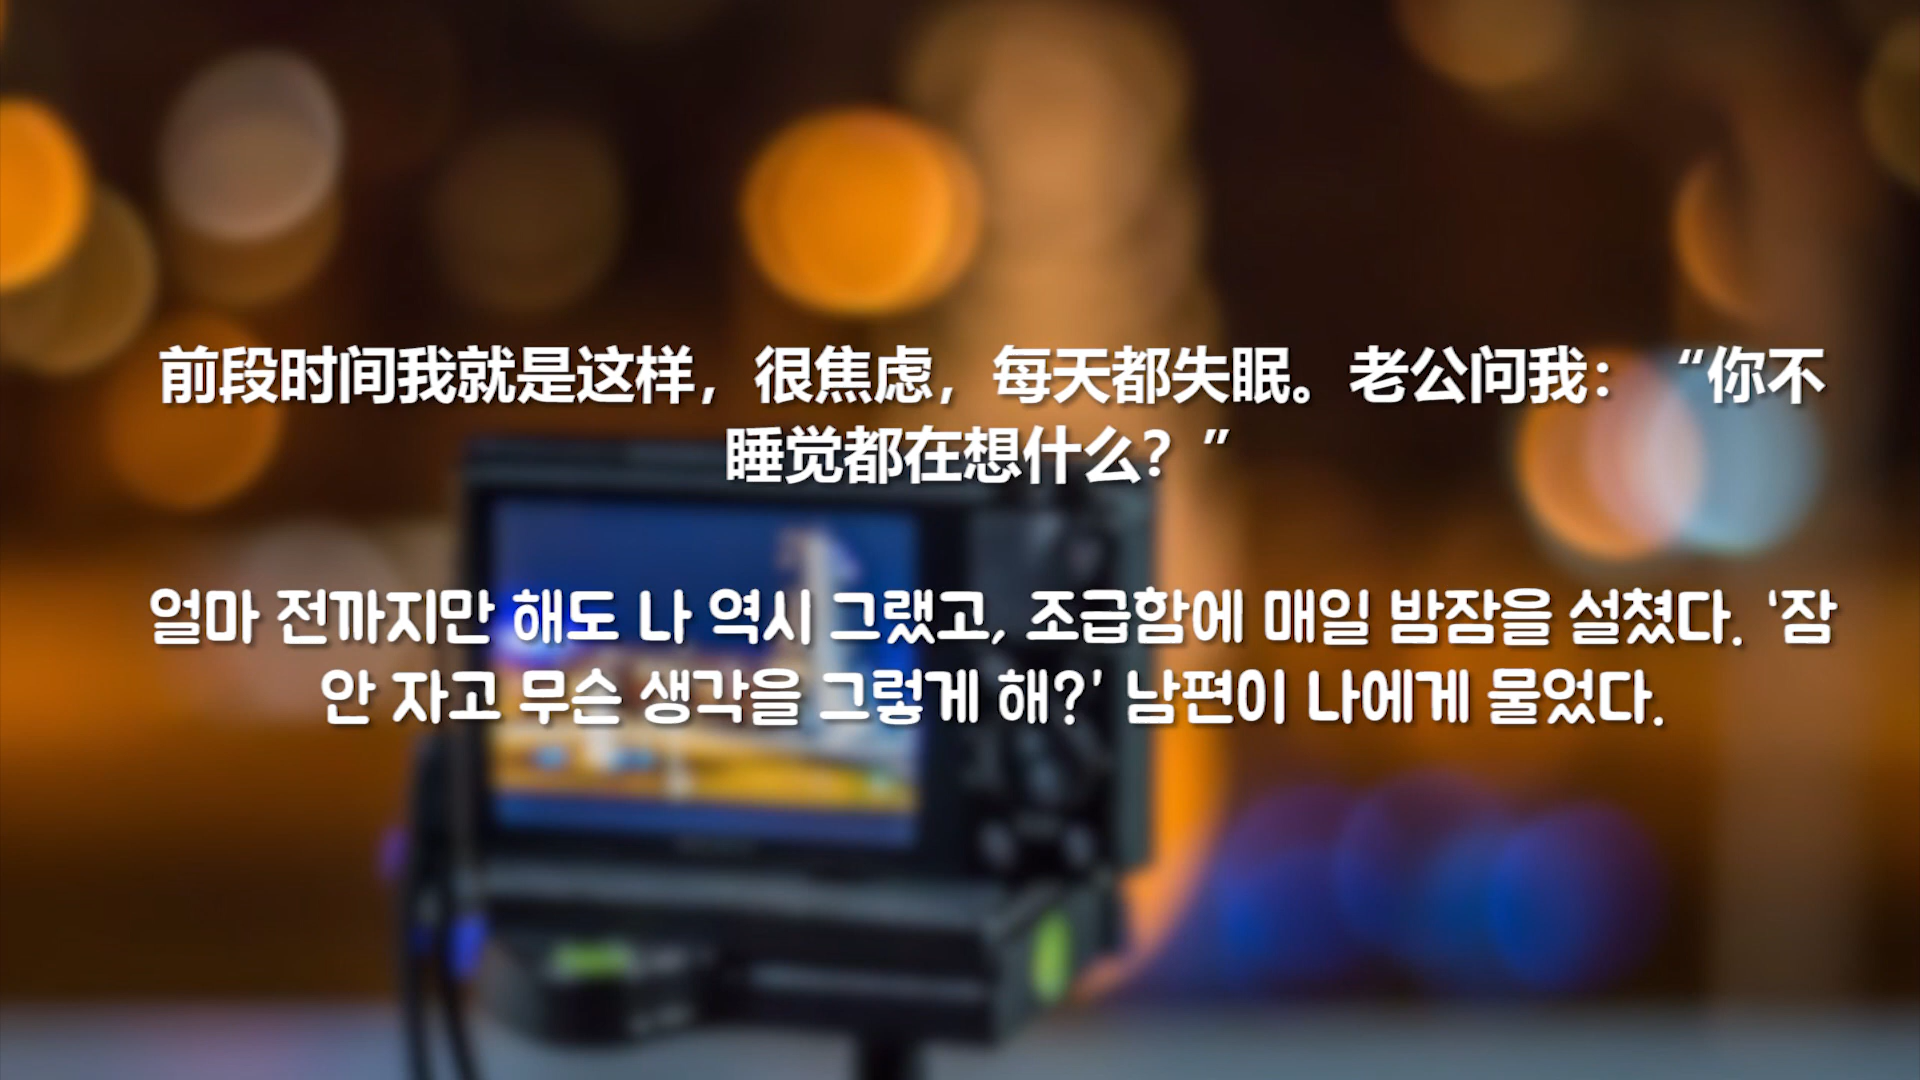 前段时间我就是这样，很焦虑，每天都失眠。老公问我：“你不
睡觉都在想什么？”
얼마 전까지만 해도 나 역시 그랬고, 조급함에 매일 밤잠을 설쳤다. ‘잠
안 자고 무슨 생각을 그렇게 해?’ 남편이 나에게 물었다.